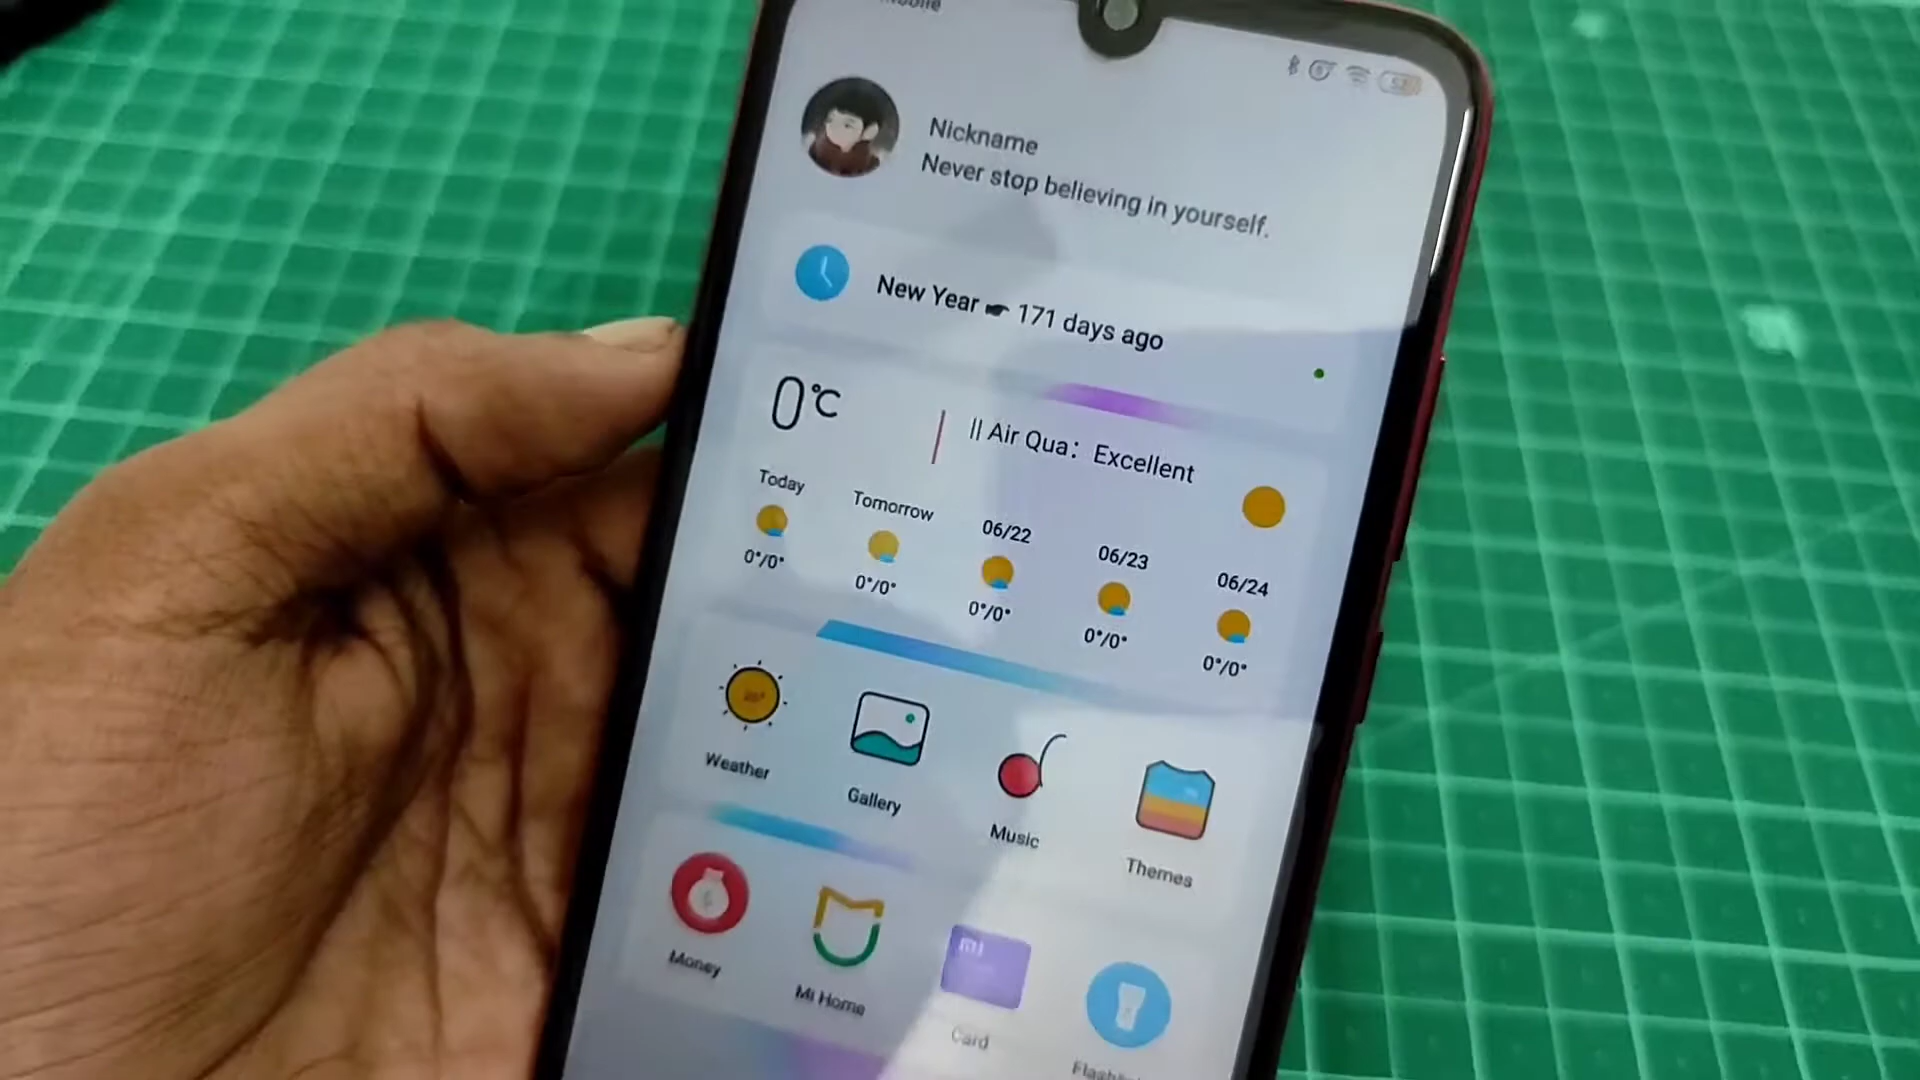 Nickname
Never stop believing in yourself.
New Year ☛ 171 days ago
0°C
|| Air Qua: Excellent
Today
Tomorrow
06/22
06/23
06/24
0°/0°
0°/0°
0°/0°
0°/0°
0°/0°
Weather
Gallery
Music
Themes
Money
Mi Home
mi
Card